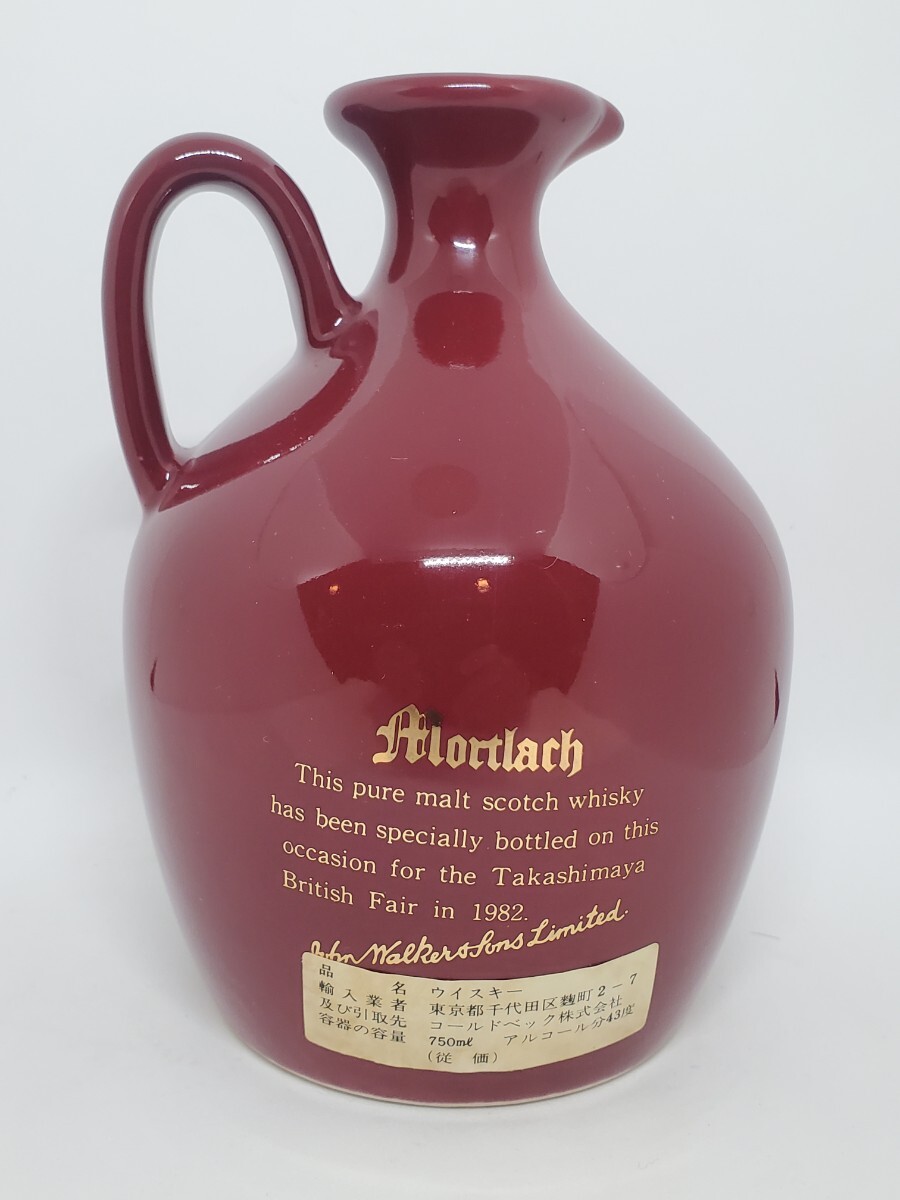 Mortlach
This pure malt scotch whisky
has been specially bottled on this
occasion for the Takashimaya
British Fair in 1982.
John Walker & Sons Limited.
品 名 ウイスキー
輸入業者 東京都千代田区麹町2-7
及び引取先 コールドベック株式会社
容器の容量 750mℓ アルコール分43度
(従 価)